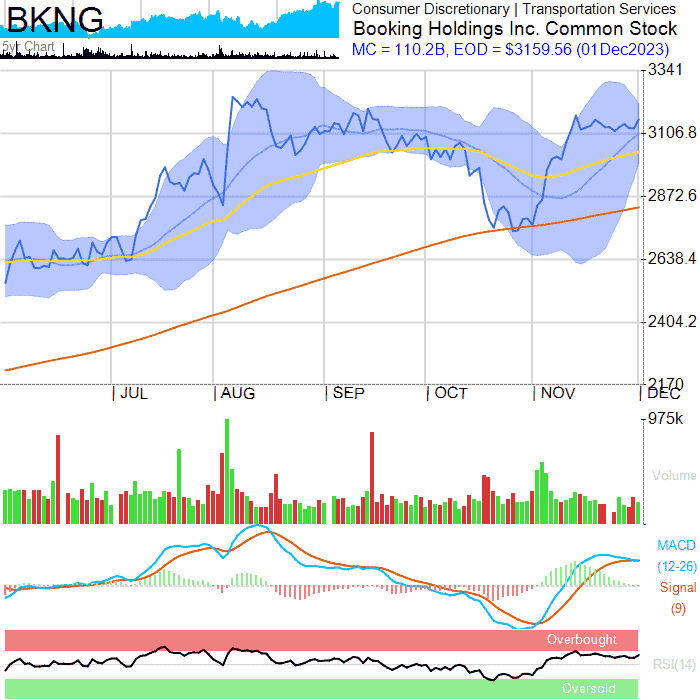 BKNG
5yr Chart
Consumer Discretionary | Transportation Services
Booking Holdings Inc. Common Stock
MC = 110.2B, EOD = $3159.56 (01Dec2023)
3341
3106.8
2872.6
2638.4
2404.2
2170
JUL
AUG
SEP
OCT
NOV
DEC
975k
Volume
MACD
(12-26)
Signal
(9)
Overbought
RSI(14)
Oversold